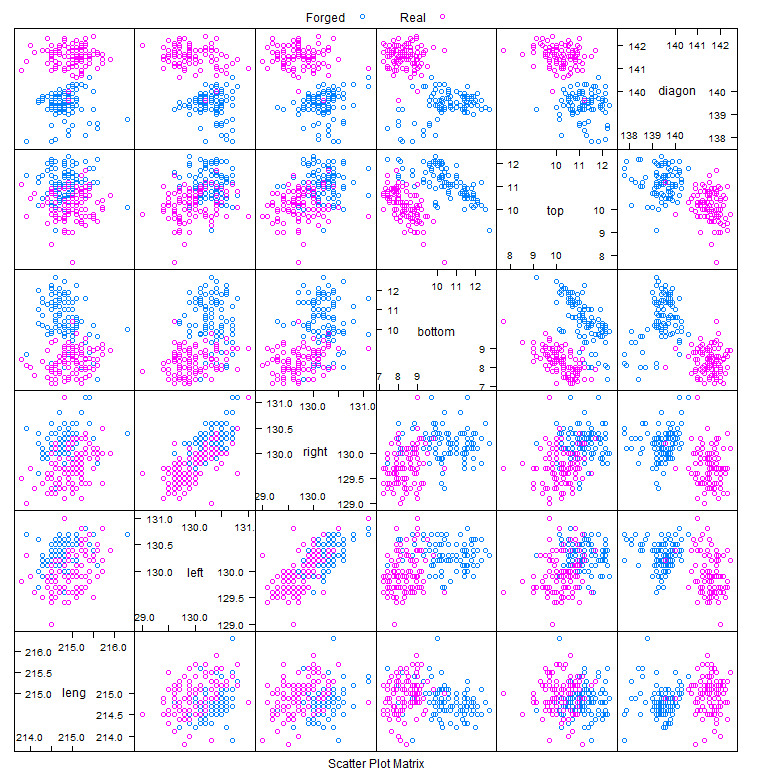 Forged Real
142 140 141 142
141
140 diagon 140
139
138 139 140 138
12 10 11 12
11
10 top 10
9
8 9 10 8
10 11 12
12
11
10 bottom
9
8
7 8 9 7
131.0 130.0 131.0
130.5
130.0 right 130.0
129.5
29.0 130.0 129.0
131.0 130.0 131.
130.5
130.0 left 130.0
129.5
29.0 130.0 129.0
216.0 215.0 216.0
215.5
215.0 leng 215.0
214.5
214.0 215.0 214.0
Scatter Plot Matrix